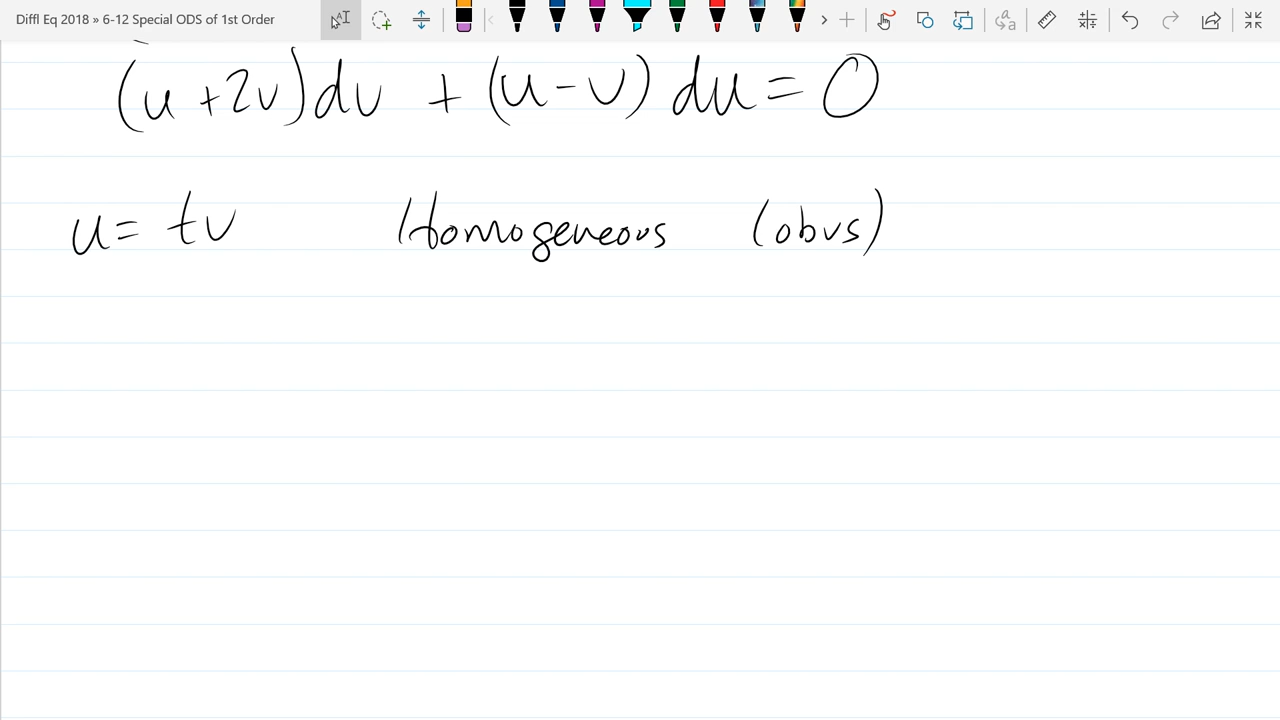 Diffl Eq 2018 » 6-12 Special ODS of 1st Order
(u+2v)dv + (u-v) du = 0
u = tv Homogeneous (obvs)